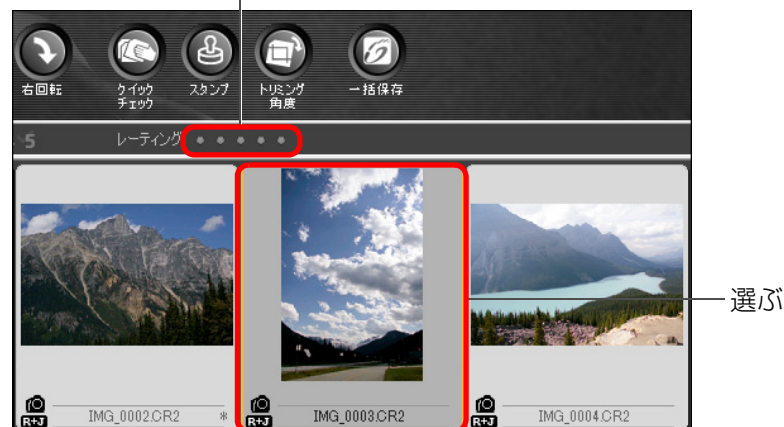 右回転
クイック
チェック
スタンプ
トリミング
角度
一括保存
5
レーティング
選ぶ
R+J
IMG_0002.CR2 *
R+J
IMG_0003.CR2
R+J
IMG_0004.CR2